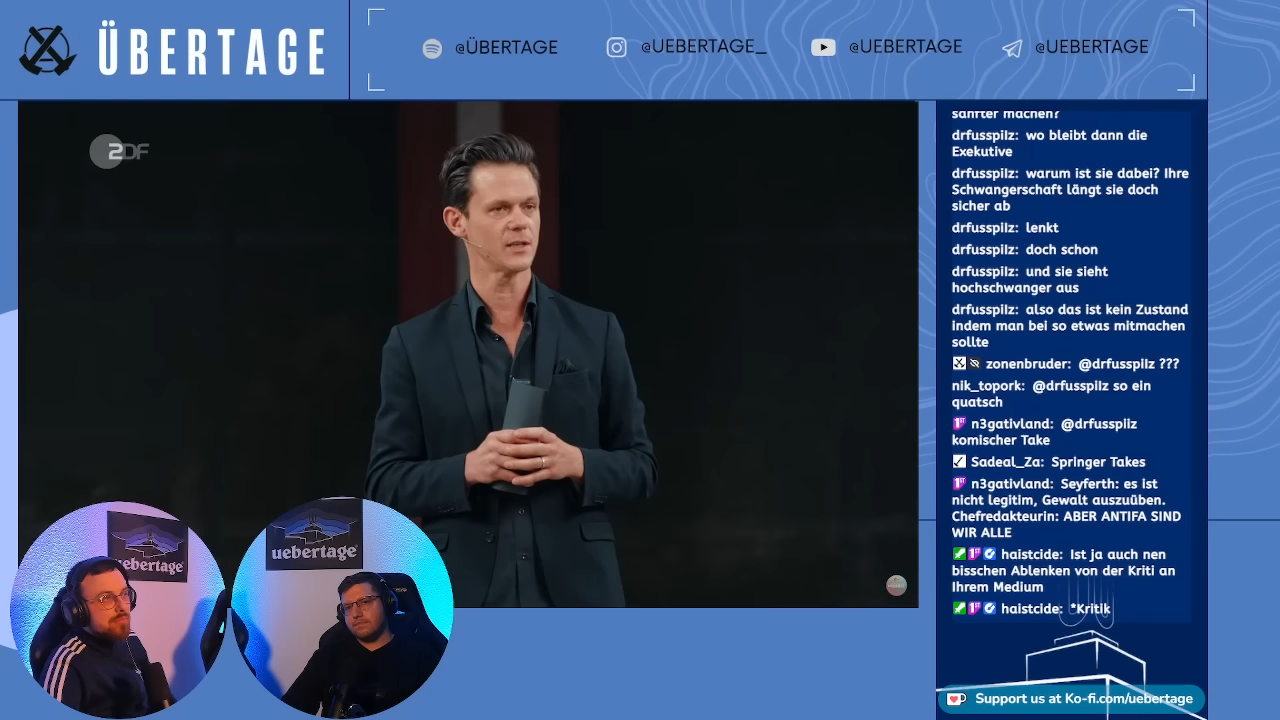 ÜBERTAGE
@ÜBERTAGE
@UEBERTAGE_
@UEBERTAGE
@UEBERTAGE
ZDF
sanfter machen?
drfusspilz: wo bleibt dann die
Exekutive
drfusspilz: warum ist sie dabei? Ihre
Schwangerschaft längt sie doch
sicher ab
drfusspilz: lenkt
drfusspilz: doch schon
drfusspilz: und sie sieht
hochschwanger aus
drfusspilz: also das ist kein Zustand
indem man bei so etwas mitmachen
sollte
zonenbruder: @drfusspilz ???
nik_topork: @drfusspilz so ein
quatsch
n3gativland: @drfusspilz
komischer Take
Sadeal_Za: Springer Takes
n3gativland: Seyferth: es ist
nicht legitim, Gewalt auszuüben.
Chefredakteurin: ABER ANTIFA SIND
WIR ALLE
haistcide: Ist ja auch nen
bisschen Ablenken von der Kriti an
Ihrem Medium
haistcide: *Kritik
uebertage
uebertage
Support us at Ko-fi.com/uebertage